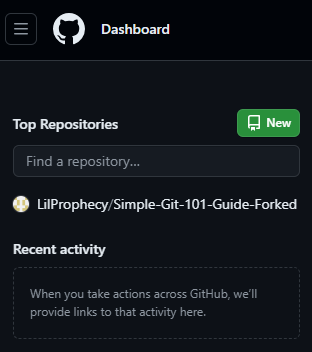 Dashboard
Top Repositories
New
Find a repository...
LilProphecy/Simple-Git-101-Guide-Forked
Recent activity
When you take actions across GitHub, we'll
provide links to that activity here.